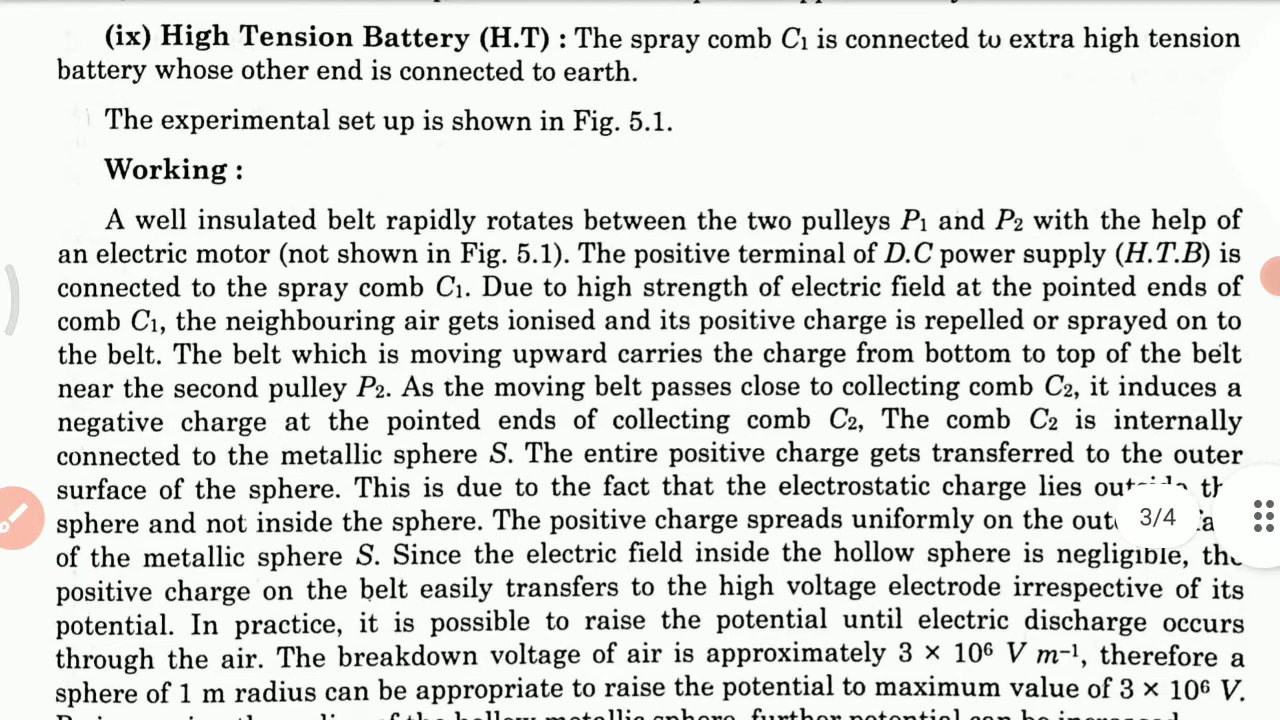 (ix) High Tension Battery (H.T) : The spray comb C₁ is connected to extra high tension
battery whose other end is connected to earth.
The experimental set up is shown in Fig. 5.1.
Working :
A well insulated belt rapidly rotates between the two pulleys P₁ and P₂ with the help of
an electric motor (not shown in Fig. 5.1). The positive terminal of D.C power supply (H.T.B) is
connected to the spray comb C₁. Due to high strength of electric field at the pointed ends of
comb C₁, the neighbouring air gets ionised and its positive charge is repelled or sprayed on to
the belt. The belt which is moving upward carries the charge from bottom to top of the belt
near the second pulley P₂. As the moving belt passes close to collecting comb C₂, it induces a
negative charge at the pointed ends of collecting comb C₂, The comb C₂ is internally
connected to the metallic sphere S. The entire positive charge gets transferred to the outer
surface of the sphere. This is due to the fact that the electrostatic charge lies
sphere and not inside the sphere. The positive charge spreads uniformly on the
3/4
of the metallic sphere S. Since the electric field inside the hollow sphere is negligible, the
positive charge on the belt easily transfers to the high voltage electrode irrespective of its
potential. In practice, it is possible to raise the potential until electric discharge occurs
through the air. The breakdown voltage of air is approximately 3 × 10⁶ V m⁻¹, therefore a
sphere of 1 m radius can be appropriate to raise the potential to maximum value of 3 × 10⁶ V.